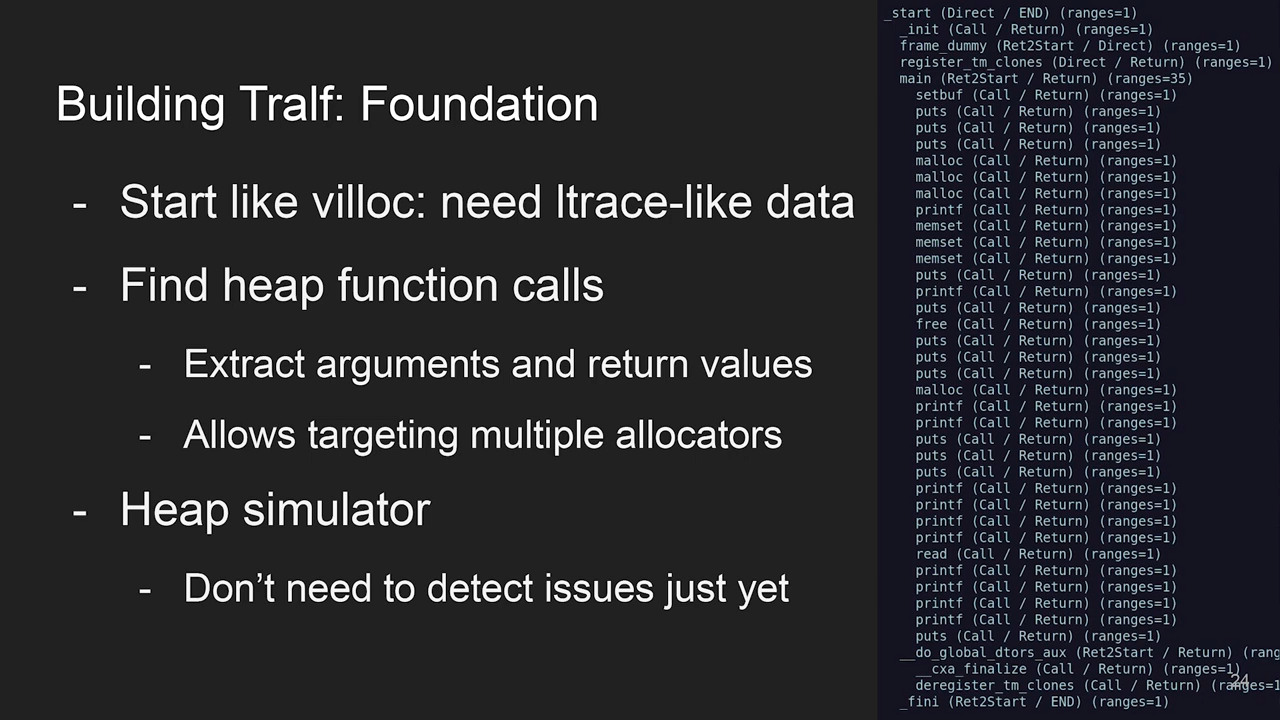 Building Tralf: Foundation
- Start like villoc: need ltrace-like data
- Find heap function calls
- Extract arguments and return values
- Allows targeting multiple allocators
- Heap simulator
- Don’t need to detect issues just yet
_start (Direct / END) (ranges=1)
_init (Call / Return) (ranges=1)
frame_dummy (Ret2Start / Direct) (ranges=1)
register_tm_clones (Direct / Return) (ranges=1)
main (Ret2Start / Return) (ranges=35)
setbuf (Call / Return) (ranges=1)
puts (Call / Return) (ranges=1)
puts (Call / Return) (ranges=1)
puts (Call / Return) (ranges=1)
malloc (Call / Return) (ranges=1)
malloc (Call / Return) (ranges=1)
malloc (Call / Return) (ranges=1)
printf (Call / Return) (ranges=1)
memset (Call / Return) (ranges=1)
memset (Call / Return) (ranges=1)
memset (Call / Return) (ranges=1)
puts (Call / Return) (ranges=1)
printf (Call / Return) (ranges=1)
puts (Call / Return) (ranges=1)
free (Call / Return) (ranges=1)
puts (Call / Return) (ranges=1)
puts (Call / Return) (ranges=1)
puts (Call / Return) (ranges=1)
malloc (Call / Return) (ranges=1)
printf (Call / Return) (ranges=1)
printf (Call / Return) (ranges=1)
puts (Call / Return) (ranges=1)
puts (Call / Return) (ranges=1)
puts (Call / Return) (ranges=1)
printf (Call / Return) (ranges=1)
printf (Call / Return) (ranges=1)
printf (Call / Return) (ranges=1)
printf (Call / Return) (ranges=1)
read (Call / Return) (ranges=1)
printf (Call / Return) (ranges=1)
printf (Call / Return) (ranges=1)
printf (Call / Return) (ranges=1)
printf (Call / Return) (ranges=1)
puts (Call / Return) (ranges=1)
__do_global_dtors_aux (Ret2Start / Return) (rang
__cxa_finalize (Call / Return) (ranges=1)
deregister_tm_clones (Call / Return) (ranges=1
_fini (Ret2Start / END) (ranges=1)
24